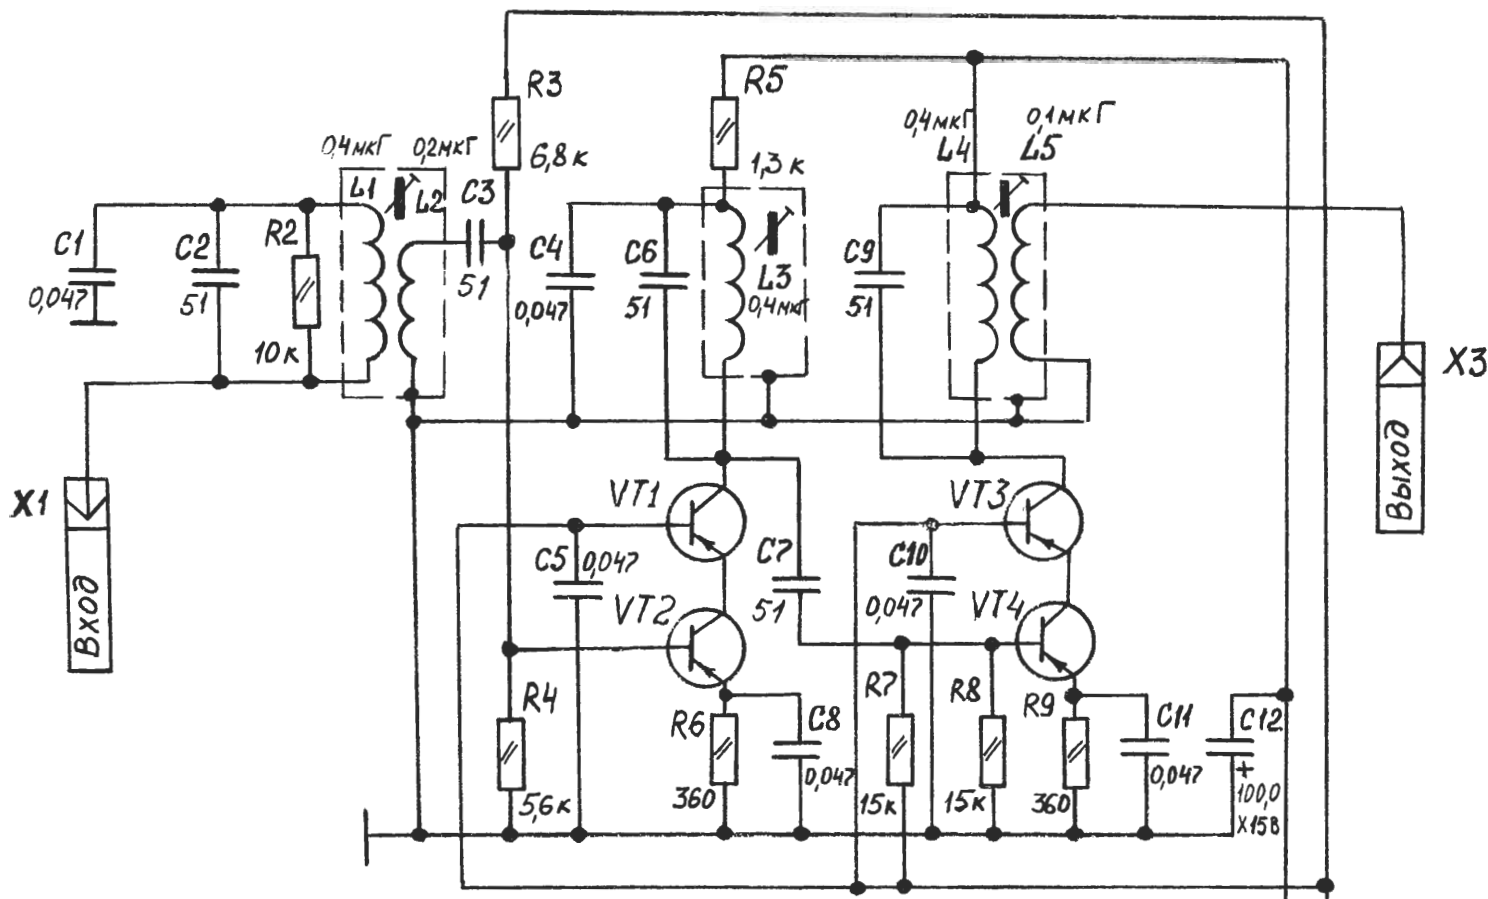 R3
6,8к
R5
1,3к
0,4мкГ
0,2мкГ
L1
L2
C3
51
0,4мкГ
L4
0,1мкГ
L5
C1
0,047
C2
51
R2
10к
C4
0,047
C6
51
L3
0,4мкГ
C9
51
X3
Выход
X1
Вход
VT1
C5
0,047
VT2
C7
51
VT3
C10
0,047
VT4
R4
5,6к
R6
360
C8
0,047
R7
15к
R8
15к
R9
360
C11
0,047
C12
+
100,0
X15В